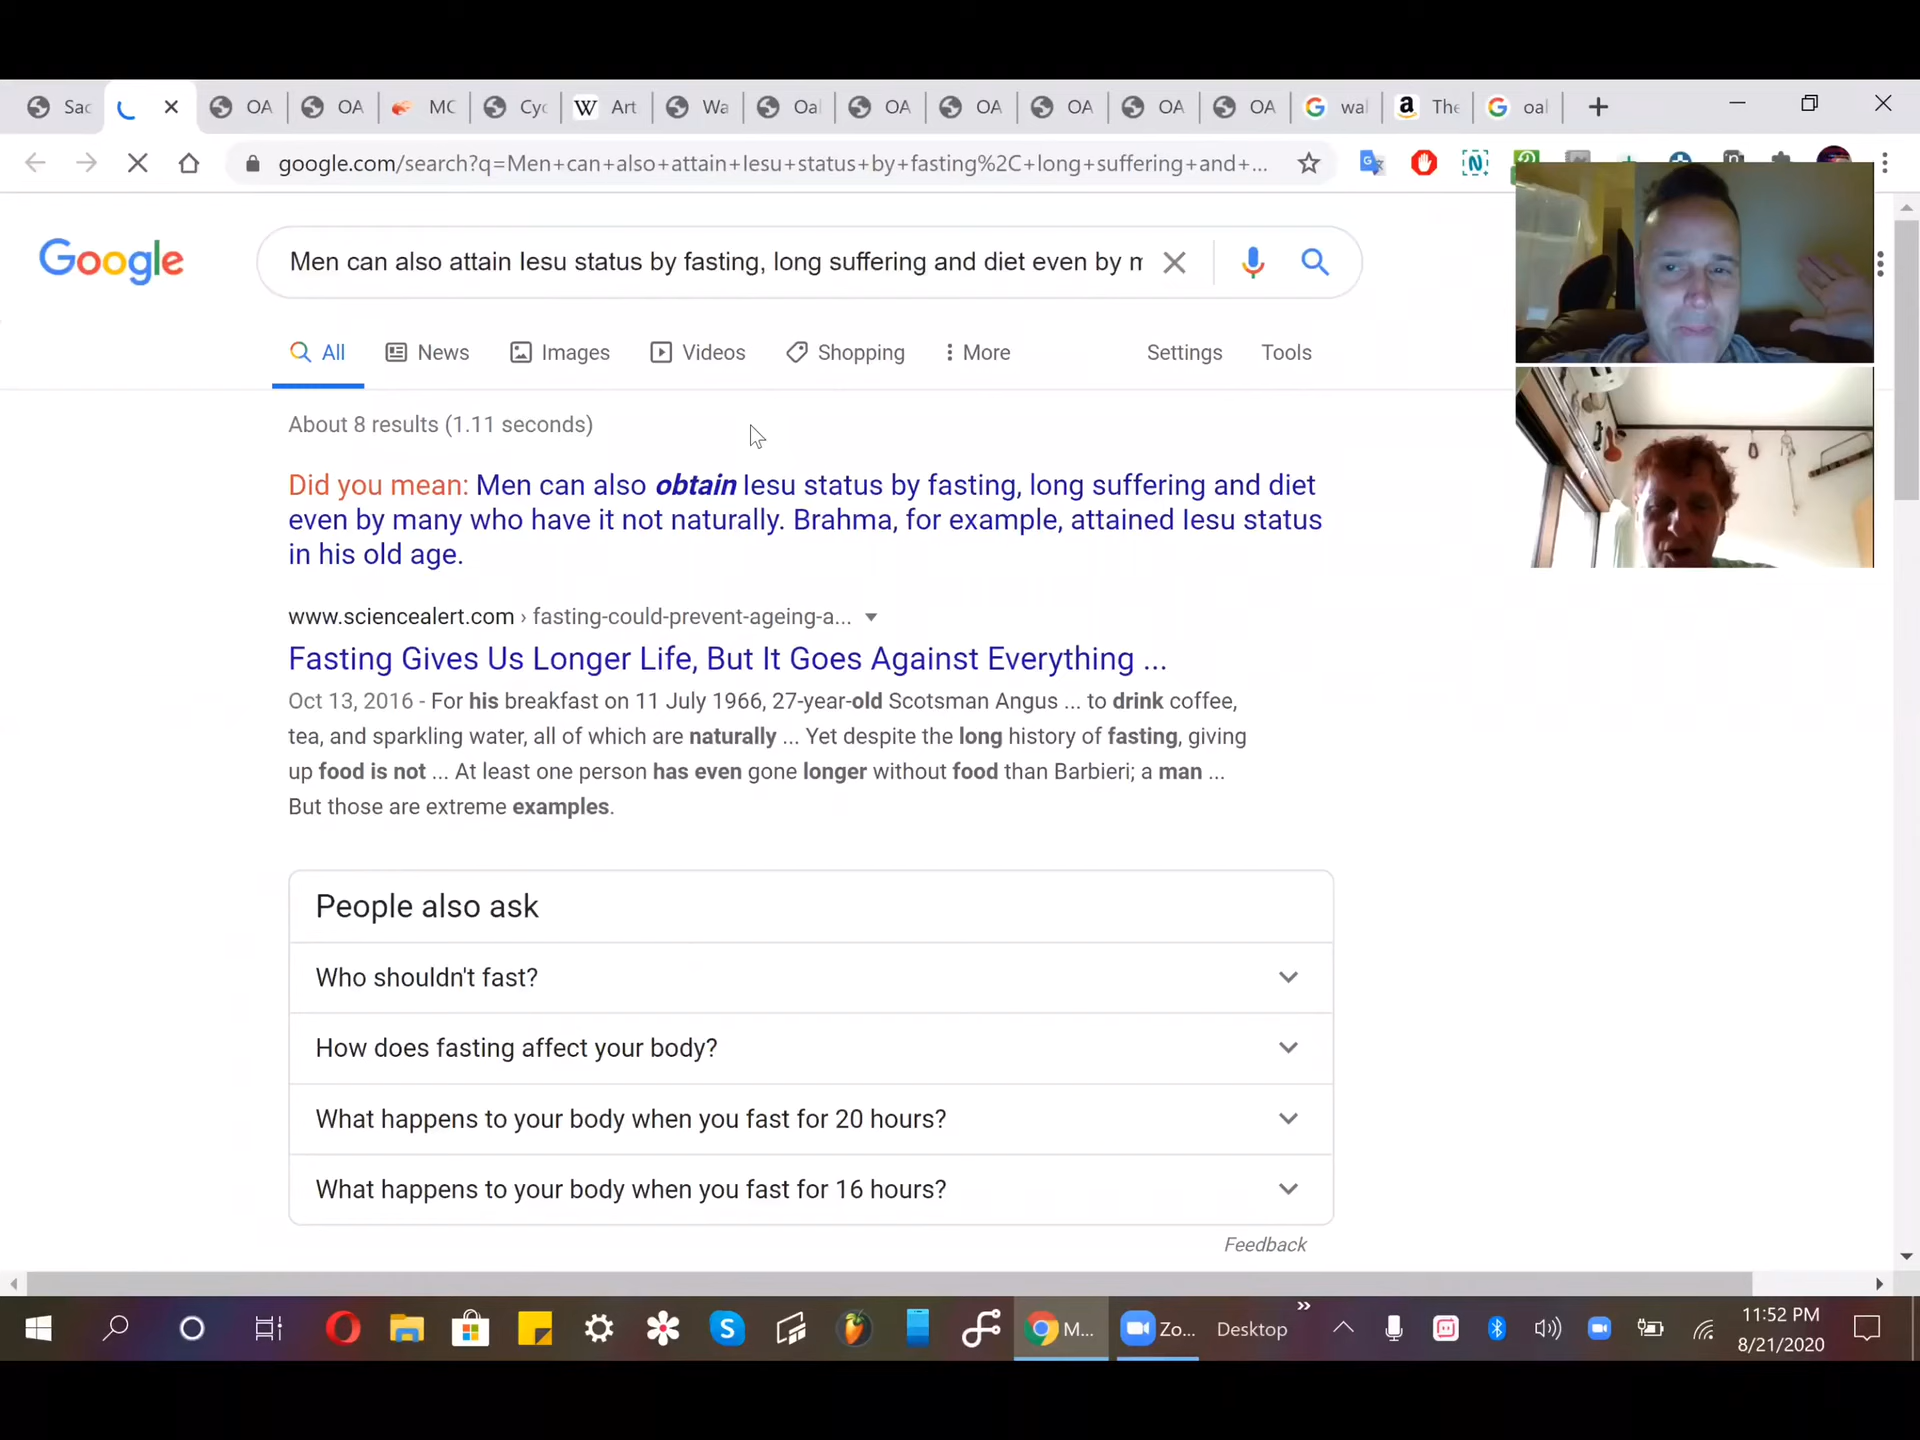 Sac
OA
OA
MC
Cyc
Art
Wa
Oal
OA
OA
OA
OA
OA
wal
The
oal
google.com/search?q=Men+can+also+attain+Iesu+status+by+fasting%2C+long+suffering+and+...
Google
Men can also attain Iesu status by fasting, long suffering and diet even by m
All
News
Images
Videos
Shopping
More
Settings
Tools
About 8 results (1.11 seconds)
Did you mean: Men can also obtain Iesu status by fasting, long suffering and diet
even by many who have it not naturally. Brahma, for example, attained Iesu status
in his old age.
www.sciencealert.com › fasting-could-prevent-ageing-a...
Fasting Gives Us Longer Life, But It Goes Against Everything ...
Oct 13, 2016 - For his breakfast on 11 July 1966, 27-year-old Scotsman Angus ... to drink coffee,
tea, and sparkling water, all of which are naturally ... Yet despite the long history of fasting, giving
up food is not ... At least one person has even gone longer without food than Barbieri; a man ...
But those are extreme examples.
People also ask
Who shouldn't fast?
How does fasting affect your body?
What happens to your body when you fast for 20 hours?
What happens to your body when you fast for 16 hours?
Feedback
M...
Zo...
Desktop
11:52 PM
8/21/2020